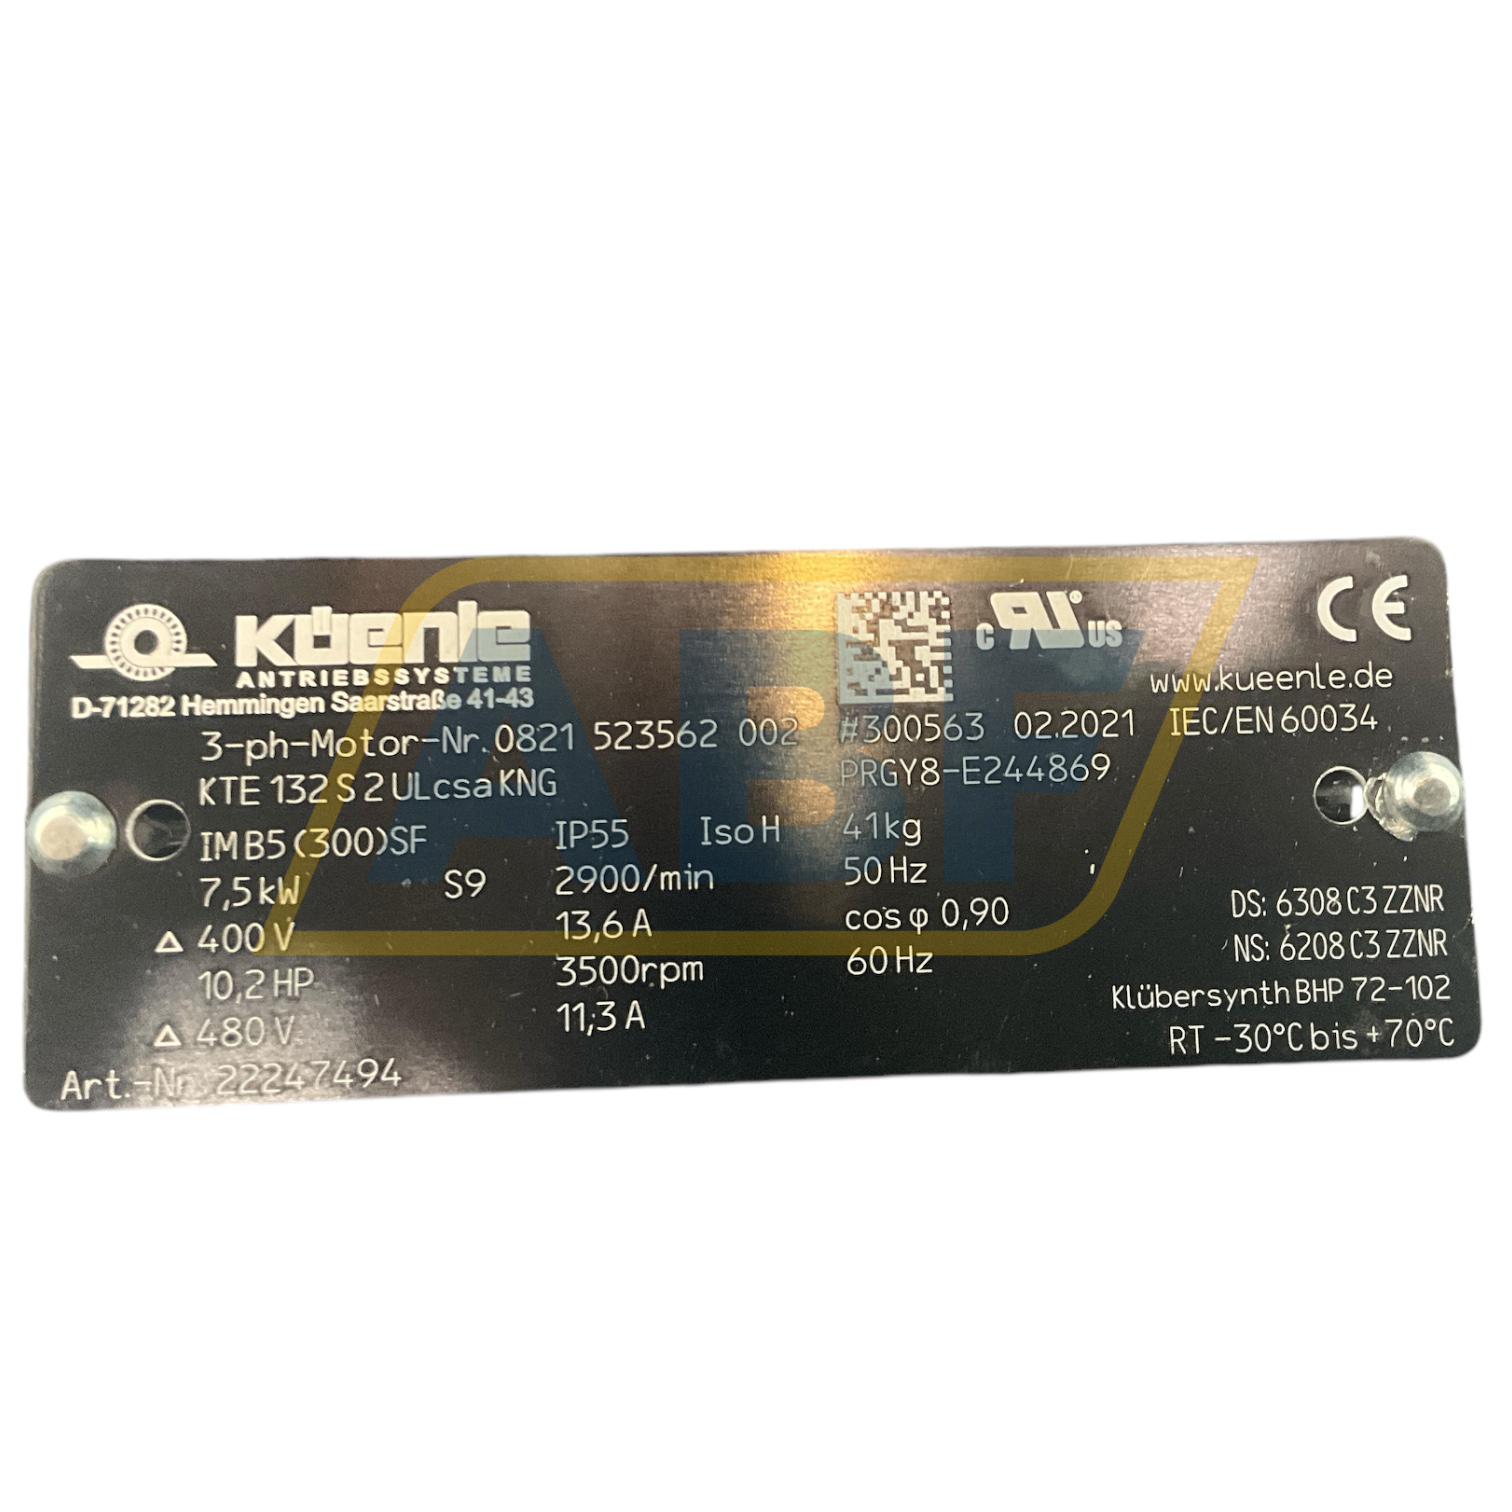 Küenle
ANTRIEBSSYSTEME
D-71282 Hemmingen Saarstraße 41-43
c RU ® US
CE
www.kueenle.de
3-ph-Motor-Nr. 0821 523562 002 #300563 02.2021 IEC/EN 60034
KTE 132 S 2 ULcsa KNG PRGY8-E244869
IM B5 (300)SF IP55 Iso H 41kg
7,5 kW S9 2900/min 50 Hz
Δ 400 V 13,6 A cos φ 0,90
10,2 HP 3500rpm 60 Hz
Δ 480 V 11,3 A
Art.-Nr. 22247494
DS: 6308 C3 ZZNR
NS: 6208 C3 ZZNR
Klübersynth BHP 72-102
RT -30°C bis +70°C
ABF